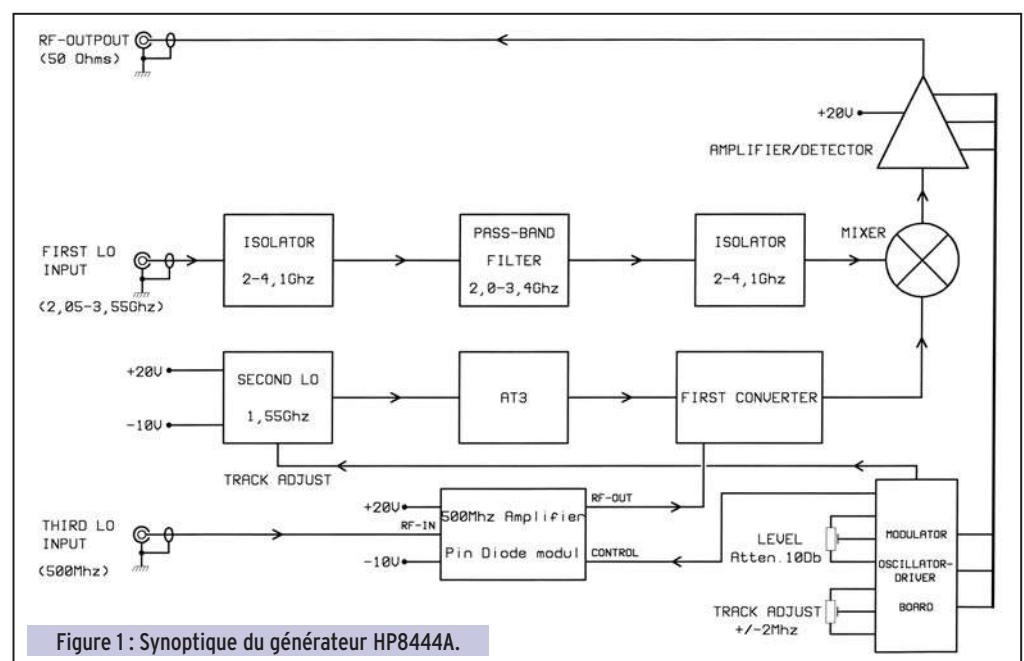 RF-OUTPOUT
(50 Ohms)
+20V
AMPLIFIER/DETECTOR
FIRST LO
INPUT
(2,05-3,55Ghz)
ISOLATOR
2-4,1Ghz
PASS-BAND
FILTER
2,0-3,4Ghz
ISOLATOR
2-4,1Ghz
MIXER
+20V
-10V
SECOND LO
1,55Ghz
AT3
FIRST CONVERTER
TRACK ADJUST
THIRD LO
INPUT
(500Mhz)
+20V
RF-IN
-10V
500Mhz Amplifier
Pin Diode modul
RF-OUT
CONTROL
LEVEL
Atten.10Db
TRACK ADJUST
+/-2Mhz
MODULATOR
OSCILLATOR-
DRIVER
BOARD
Figure 1 : Synoptique du générateur HP8444A.